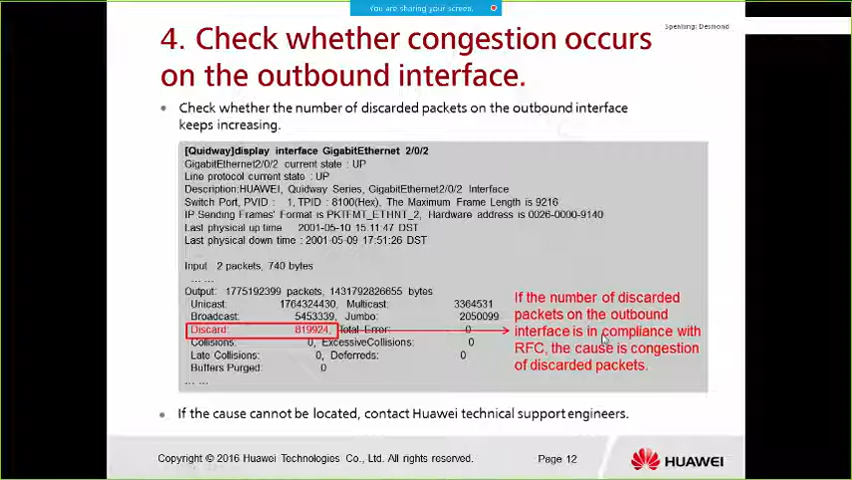 You are sharing your screen.
Speaking: Desmond
4. Check whether congestion occurs
on the outbound interface.
• Check whether the number of discarded packets on the outbound interface
keeps increasing.
[Quidway]display interface GigabitEthernet 2/0/2
GigabitEthernet2/0/2 current state : UP
Line protocol current state : UP
Description:HUAWEI, Quidway Series, GigabitEthernet2/0/2 Interface
Switch Port, PVID : 1, TPID : 8100(Hex), The Maximum Frame Length is 9216
IP Sending Frames' Format is PKTFMT_ETHNT_2, Hardware address is 0026-0000-9140
Last physical up time : 2001-05-10 15:11:47 DST
Last physical down time : 2001-05-09 17:51:26 DST
Input 2 packets, 740 bytes
... ...
Output: 1775192399 packets, 1431792826655 bytes
Unicast: 1764324430, Multicast: 3364531
Broadcast: 5453339, Jumbo: 2050099
Discard: 819924, Total Error: 0
Collisions: 0, ExcessiveCollisions: 0
Late Collisions: 0, Deferreds: 0
Buffers Purged: 0
... ...
If the number of discarded
packets on the outbound
interface is in compliance with
RFC, the cause is congestion
of discarded packets.
• If the cause cannot be located, contact Huawei technical support engineers.
Copyright © 2016 Huawei Technologies Co., Ltd. All rights reserved.
Page 12
HUAWEI